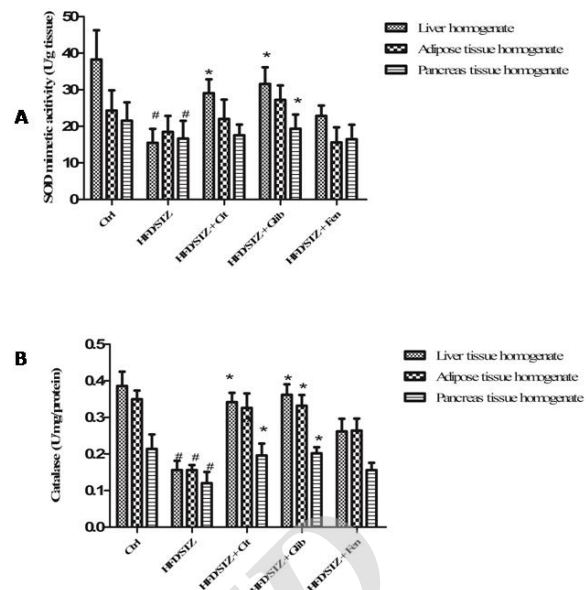 A
SOD mimetic acitivity (U/g tissue)
50
40
30
20
10
0
Liver homogenate
Adipose tissue homogenate
Pancreas tissue homogenate
*
*
*
#
#
Ctrl
HFD/STZ
HFD/STZ + Cit
HFD/STZ + Glib
HFD/STZ + Fen
B
Catalase (U/mg/protein)
0.5
0.4
0.3
0.2
0.1
0.0
Liver tissue homogenate
Adipose tissue homogenate
Pancreas tissue homogenate
*
*
*
*
*
#
#
#
Ctrl
HFD/STZ
HFD/STZ + Cit
HFD/STZ + Glib
HFD/STZ + Fen